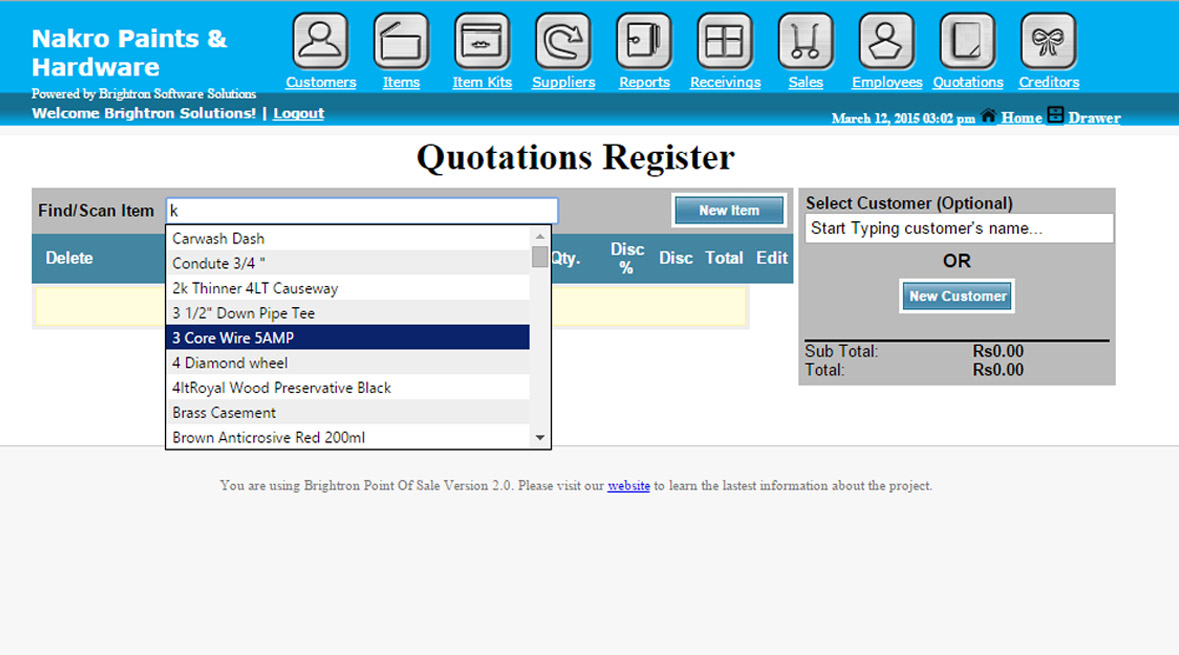 Nakro Paints &
Hardware
Powered by Brightron Software Solutions
Customers Items Item Kits Suppliers Reports Receivings Sales Employees Quotations Creditors
Welcome Brightron Solutions! | Logout
March 12, 2015 03:02 pm Home Drawer
Quotations Register
Find/Scan Item k New Item
Delete Qty. Disc % Disc Total Edit
Carwash Dash
Condute 3/4 "
2k Thinner 4LT Causeway
3 1/2" Down Pipe Tee
3 Core Wire 5AMP
4 Diamond wheel
4ltRoyal Wood Preservative Black
Brass Casement
Brown Anticrosive Red 200ml
Select Customer (Optional)
Start Typing customer's name...
OR
New Customer
Sub Total: Rs0.00
Total: Rs0.00
You are using Brightron Point Of Sale Version 2.0. Please visit our website to learn the lastest information about the project.